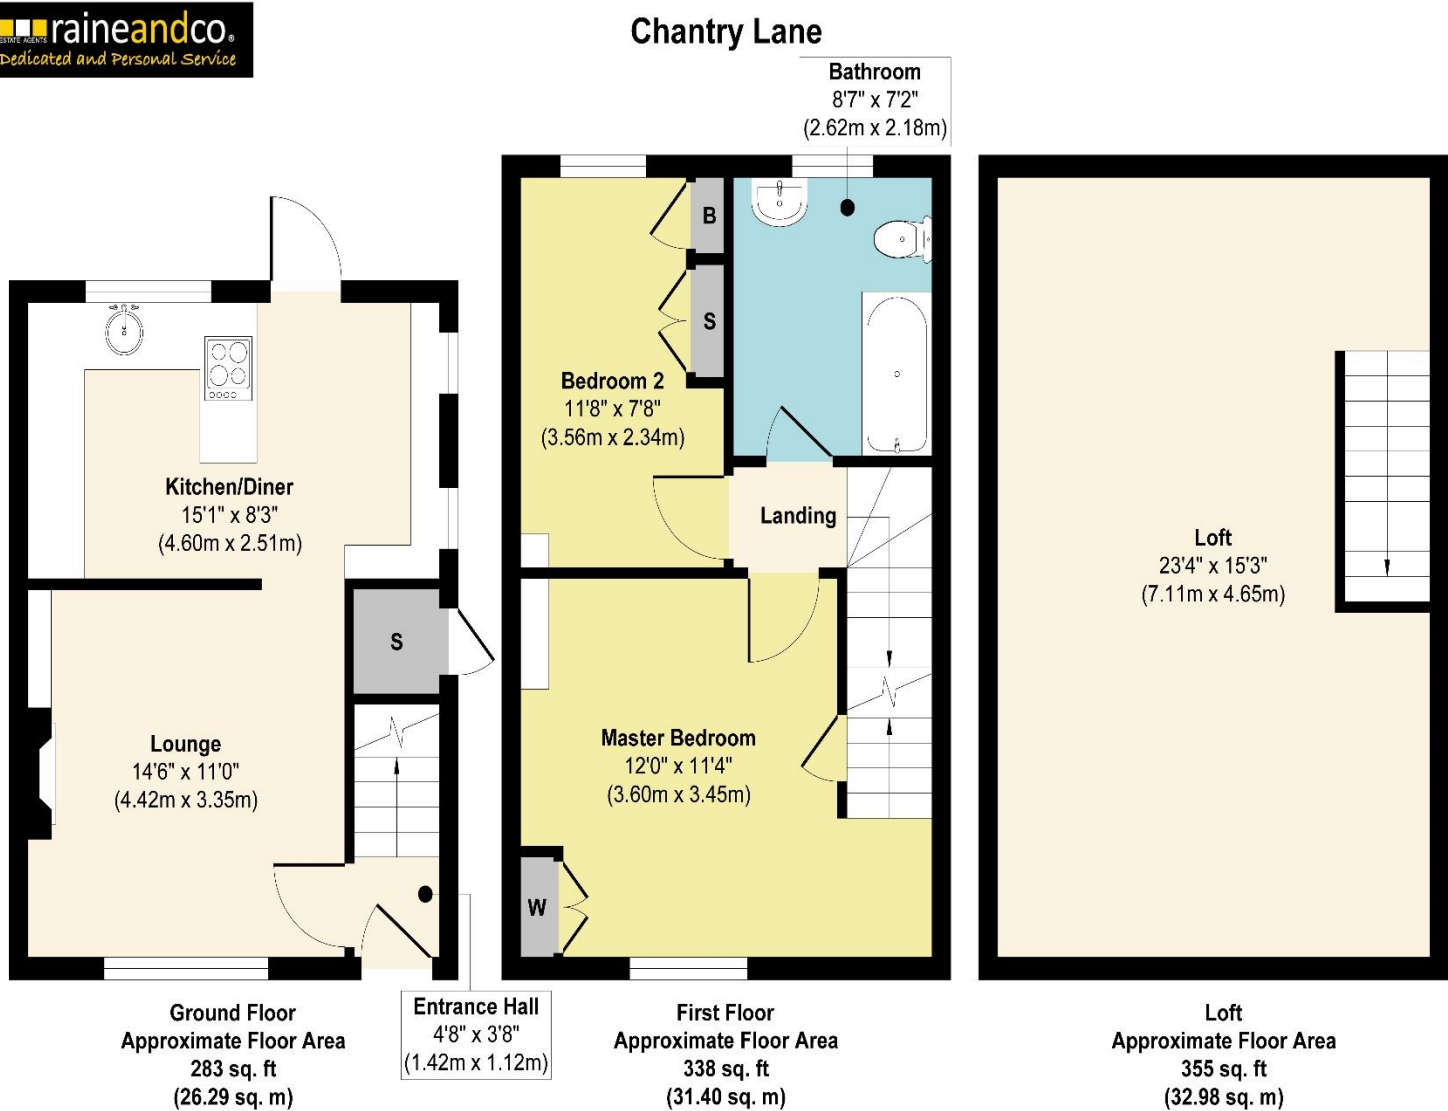 raineandco.
ESTATE AGENTS
Dedicated and Personal Service
Chantry Lane
Bathroom
8'7" x 7'2"
(2.62m x 2.18m)
B
S
Bedroom 2
11'8" x 7'8"
(3.56m x 2.34m)
Kitchen/Diner
15'1" x 8'3"
(4.60m x 2.51m)
Landing
Loft
23'4" x 15'3"
(7.11m x 4.65m)
S
Lounge
14'6" x 11'0"
(4.42m x 3.35m)
Master Bedroom
12'0" x 11'4"
(3.60m x 3.45m)
W
Entrance Hall
4'8" x 3'8"
(1.42m x 1.12m)
Ground Floor
Approximate Floor Area
283 sq. ft
(26.29 sq. m)
First Floor
Approximate Floor Area
338 sq. ft
(31.40 sq. m)
Loft
Approximate Floor Area
355 sq. ft
(32.98 sq. m)